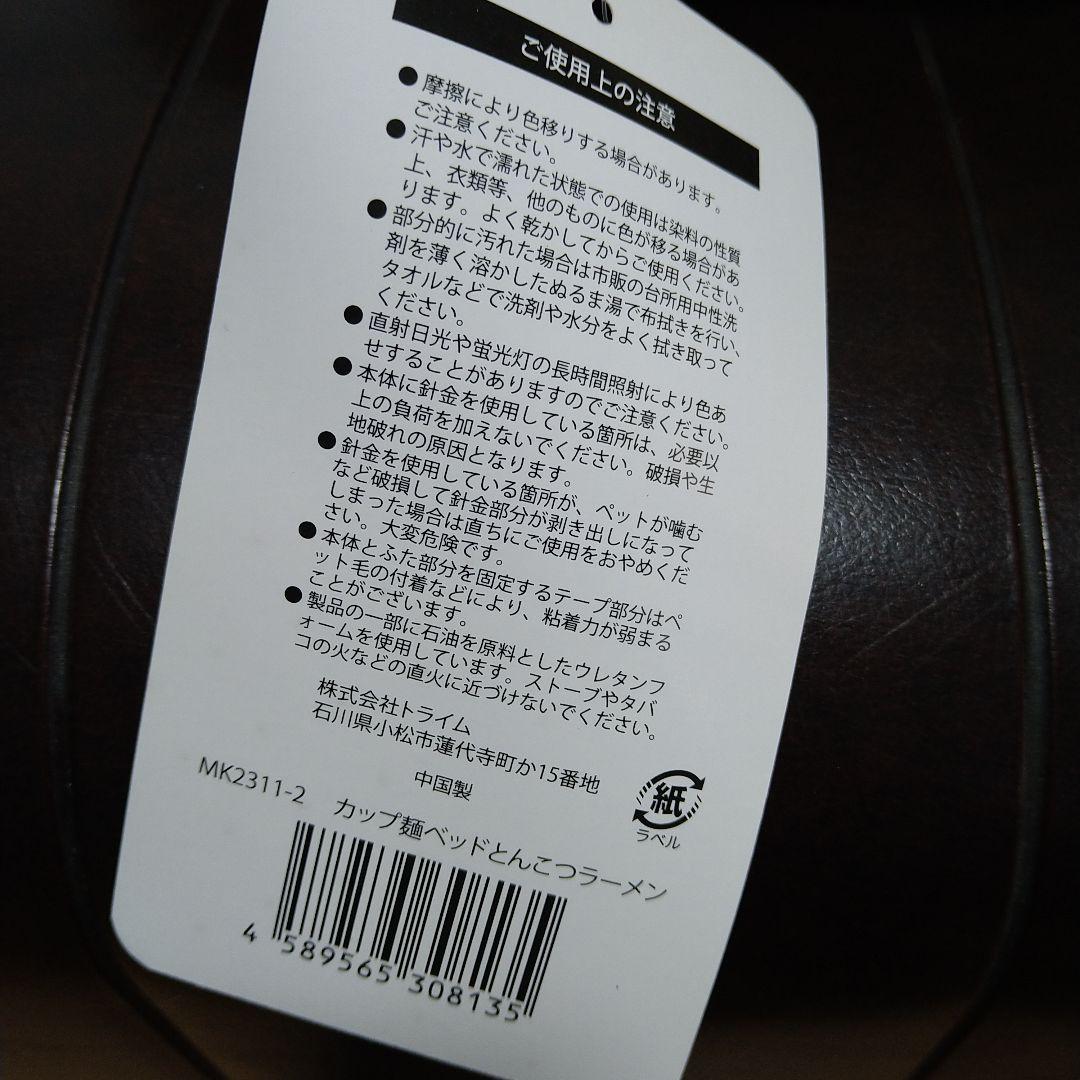 ご使用上の注意
●摩擦により色移りする場合があります。
ご注意ください。
●汗や水で濡れた状態での使用は染料の性質
上、衣類等、他のものに色が移る場合があ
ります。よく乾かしてからご使用ください。
●部分的に汚れた場合は市販の台所用中性洗
剤を薄く溶かしたぬるま湯で布拭きを行い、
タオルなどで洗剤や水分をよく拭き取って
ください。
●直射日光や蛍光灯の長時間照射により色あ
せすることがありますのでご注意ください。
●本体に針金を使用している箇所は、必要以
上の負荷を加えないでください。破損や生
地破れの原因となります。
●針金を使用している箇所が、ペットが噛む
など破損して針金部分が剥き出しになって
しまった場合は直ちにご使用をおやめくだ
さい。大変危険です。
●本体とふた部分を固定するテープ部分はペ
ット毛の付着などにより、粘着力が弱まる
ことがございます。
●製品の一部に石油を原料としたウレタンフ
ォームを使用しています。ストーブやタバ
コの火などの直火に近づけないでください。
株式会社トライム
石川県小松市蓮代寺町か15番地
中国製
紙
ラベル
MK2311-2 カップ麺ベッドとんこつラーメン
4 589565 308135